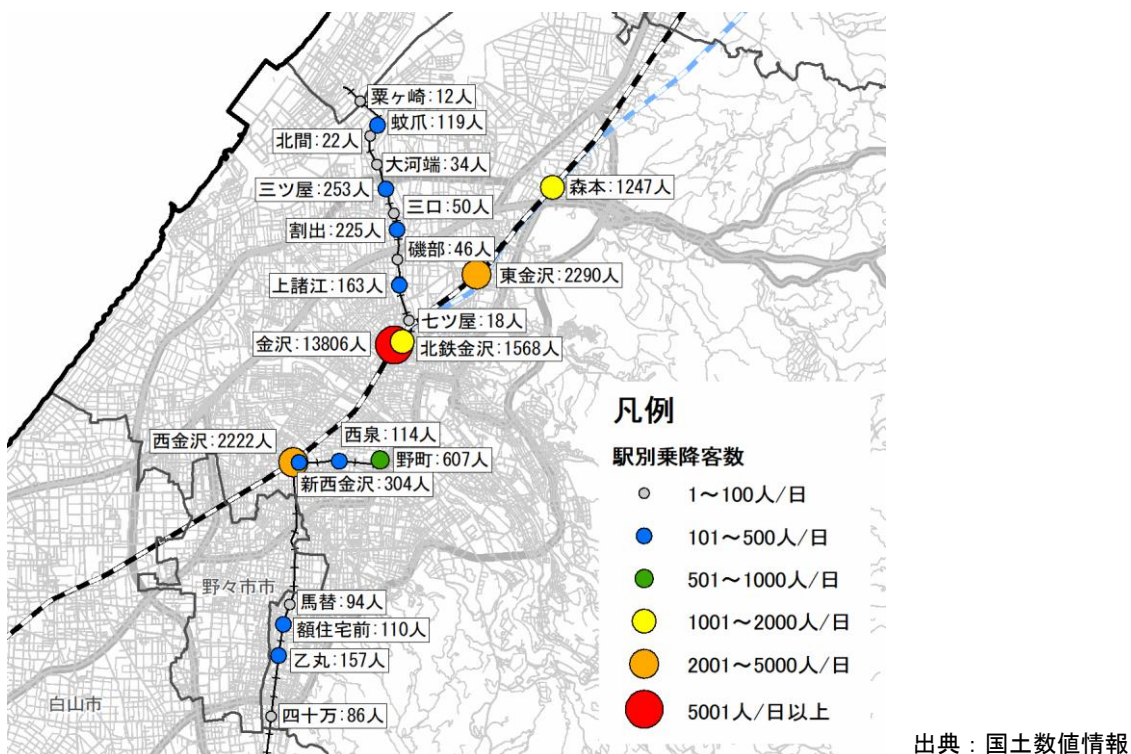 粟ヶ崎:12人
蚊爪:119人
北間:22人
大河端:34人
三ツ屋:253人
三口:50人
割出:225人
磯部:46人
上諸江:163人
七ツ屋:18人
森本:1247人
東金沢:2290人
金沢:13806人
北鉄金沢:1568人
西金沢:2222人
西泉:114人
野町:607人
新西金沢:304人
野々市市
馬替:94人
額住宅前:110人
乙丸:157人
四十万:86人
白山市
凡例
駅別乗降客数
1～100人/日
101～500人/日
501～1000人/日
1001～2000人/日
2001～5000人/日
5001人/日以上
出典：国土数値情報